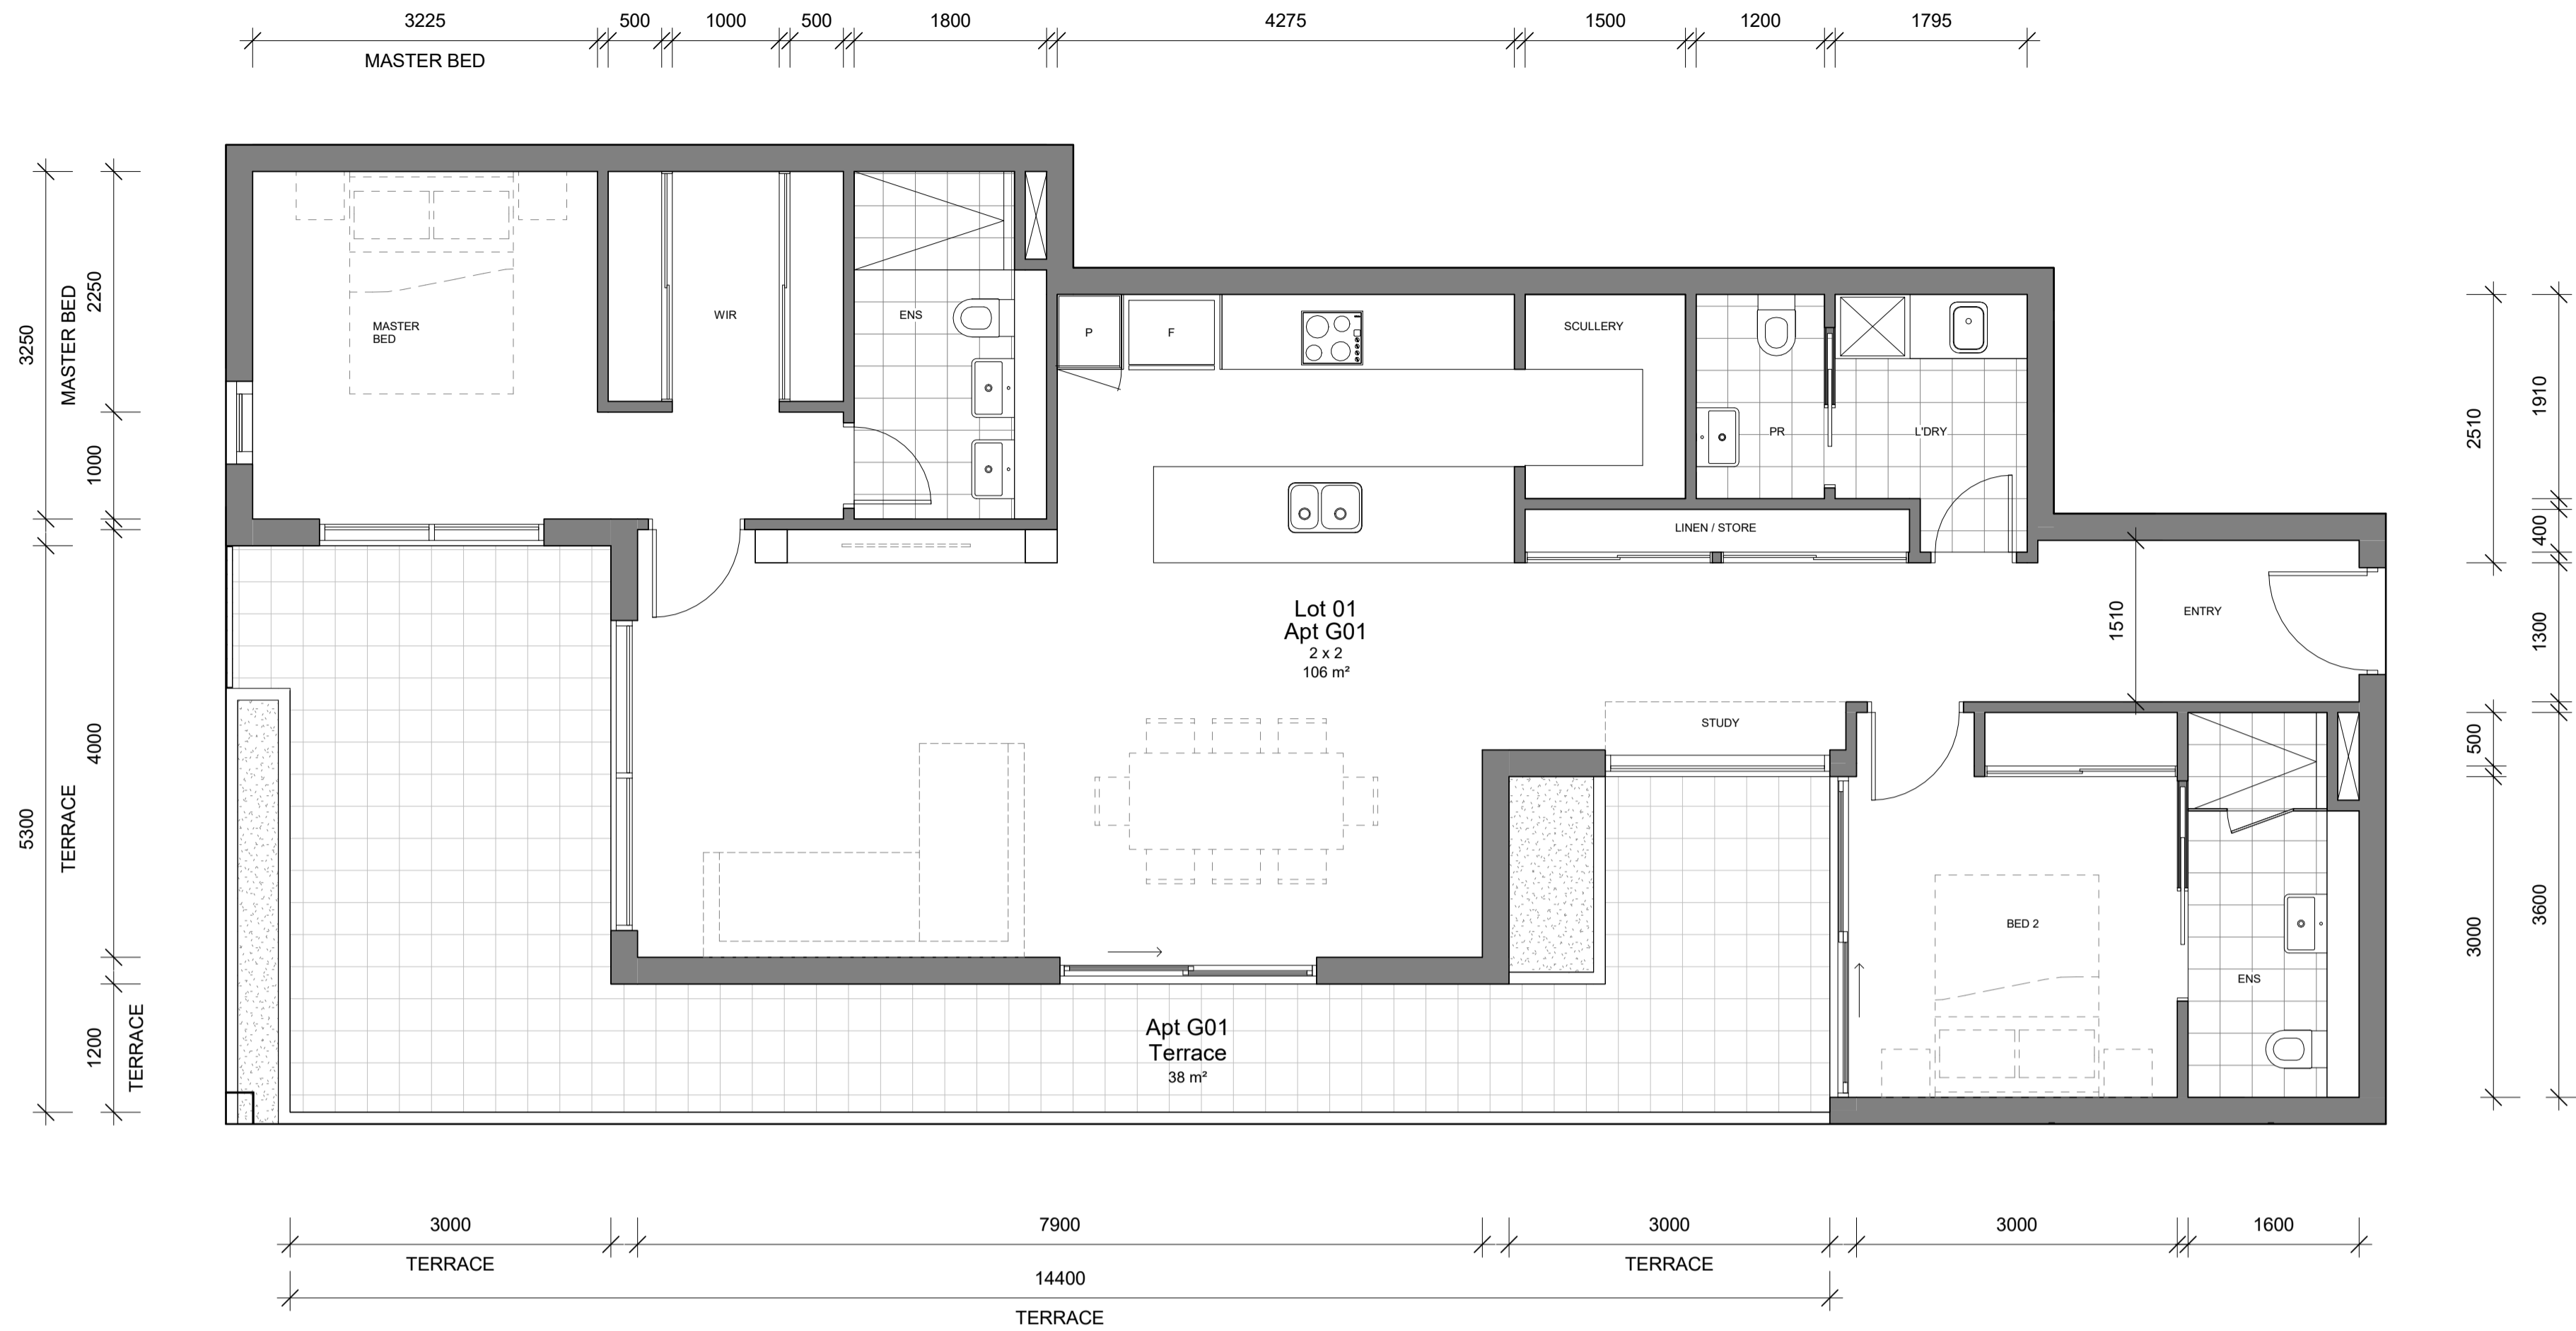 3225 500 1000 500 1800 4275 1500 1200 1795
MASTER BED
3250
MASTER BED
2250
1000
5300
TERRACE
4000
1200
TERRACE
MASTER
BED
WIR
ENS
P
F
SCULLERY
PR
L'DRY
LINEN / STORE
Lot 01
Apt G01
2 x 2
106 m²
1510
ENTRY
STUDY
BED 2
ENS
Apt G01
Terrace
38 m²
2510
1910
400
1300
500
3000
3600
3000 7900 3000 3000 1600
TERRACE TERRACE
14400
TERRACE